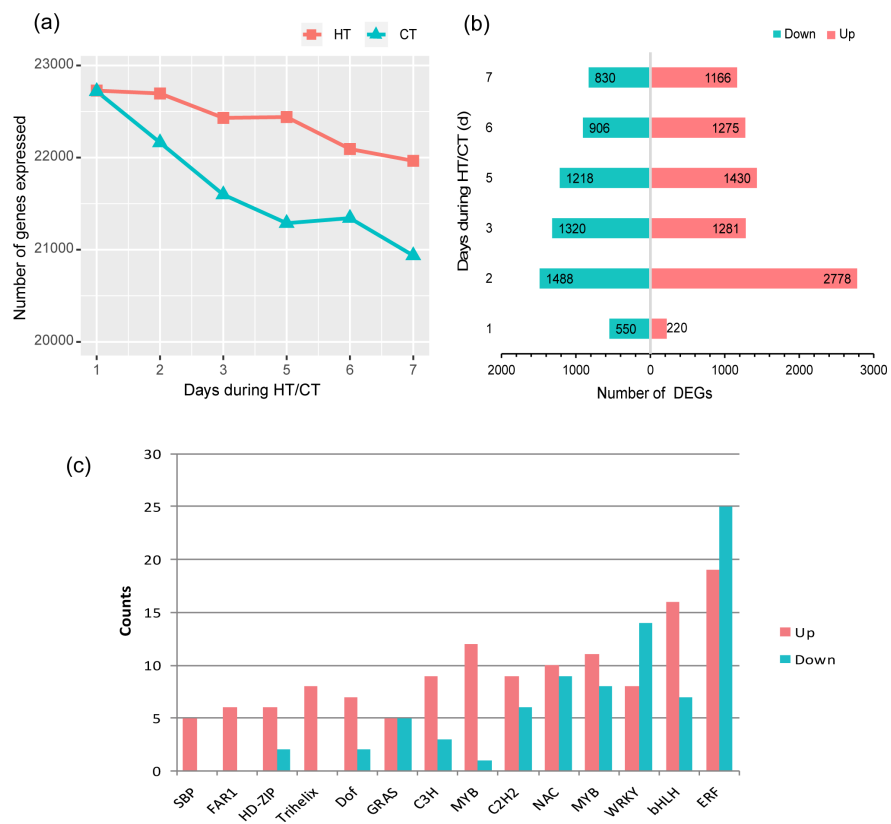 (a)
HT CT
23000
22000
21000
20000
Number of genes expressed
1 2 3 5 6 7
Days during HT/CT
(b)
Down Up
7 830 1166
6 906 1275
5 1218 1430
3 1320 1281
2 1488 2778
1 550 220
Days during HT/CT (d)
2000 1000 0 1000 2000 3000
Number of DEGs
(c)
30
25
20
15
10
5
0
Counts
Up
Down
SBP FAR1 HD-ZIP Trihelix Dof GRAS C3H MYB C2H2 NAC MYB WRKY bHLH ERF